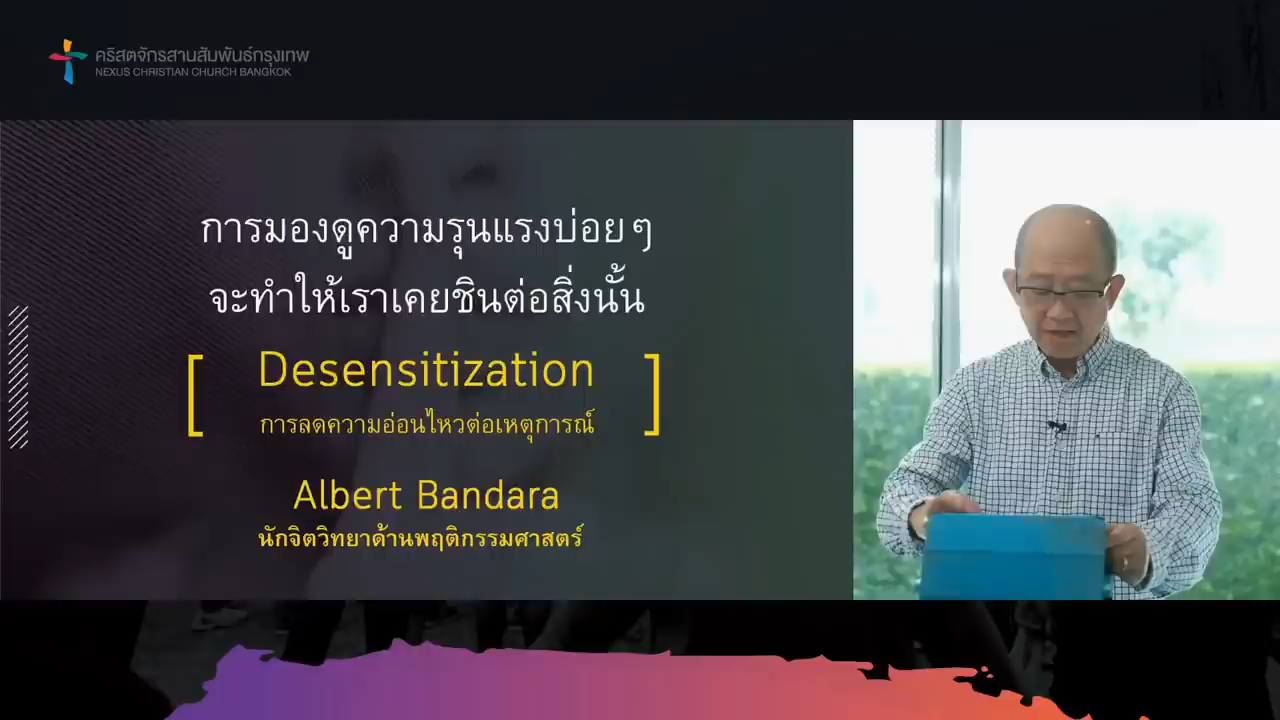 คริสตจักรสานสัมพันธ์กรุงเทพ
NEXUS CHRISTIAN CHURCH BANGKOK
การมองดูความรุนแรงบ่อยๆ
จะทำให้เราเคยชินต่อสิ่งนั้น
[ Desensitization ]
การลดความอ่อนไหวต่อเหตุการณ์
Albert Bandara
นักจิตวิทยาด้านพฤติกรรมศาสตร์